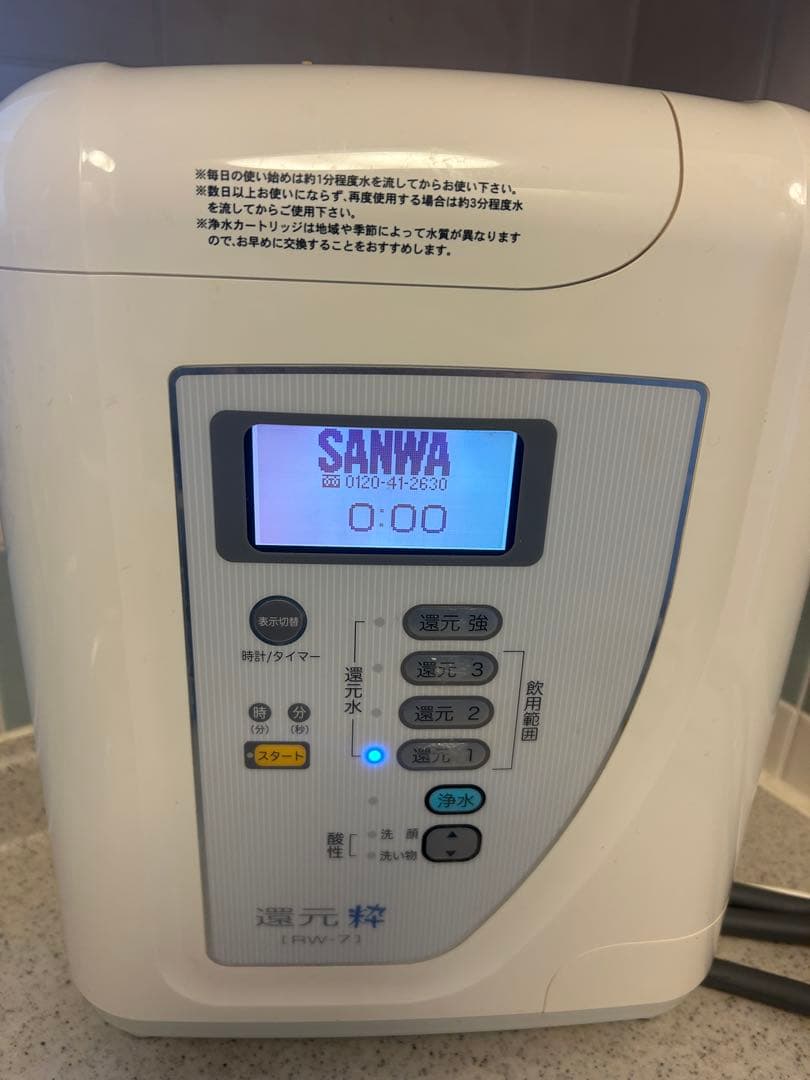 ※毎日の使い始めは約1分程度水を流してからお使い下さい。
※数日以上お使いにならず、再度使用する場合は約3分程度水
を流してからご使用下さい。
※浄水カートリッジは地域や季節によって水質が異なります
ので、お早めに交換することをおすすめします。
SANWA
0120-41-2630
0:00
表示切替
時計/タイマー
時 分
(分) (秒)
スタート
還元水
還元 強
還元 3
還元 2
還元 1
飲用範囲
浄水
酸性
洗 顔
洗い物
還元 粋
[RW-7]